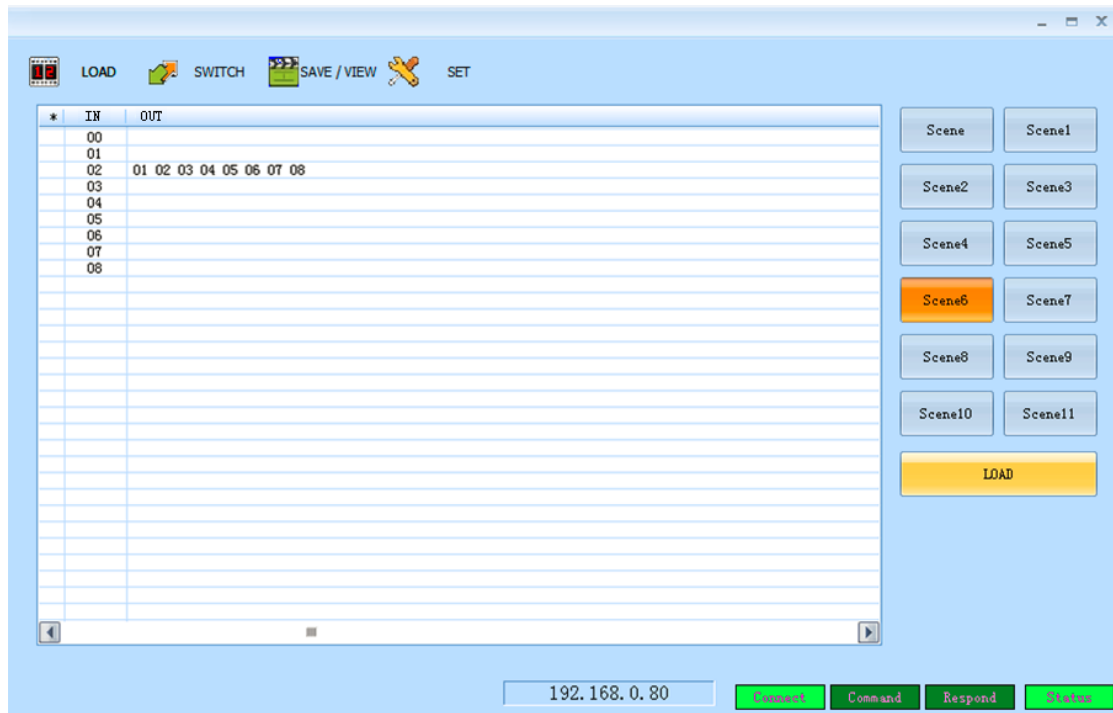 LOAD SWITCH SAVE / VIEW SET
* IN OUT
00
01
02 01 02 03 04 05 06 07 08
03
04
05
06
07
08
Scene Scene1
Scene2 Scene3
Scene4 Scene5
Scene6 Scene7
Scene8 Scene9
Scene10 Scene11
LOAD
192.168.0.80 Connect Command Respond Status